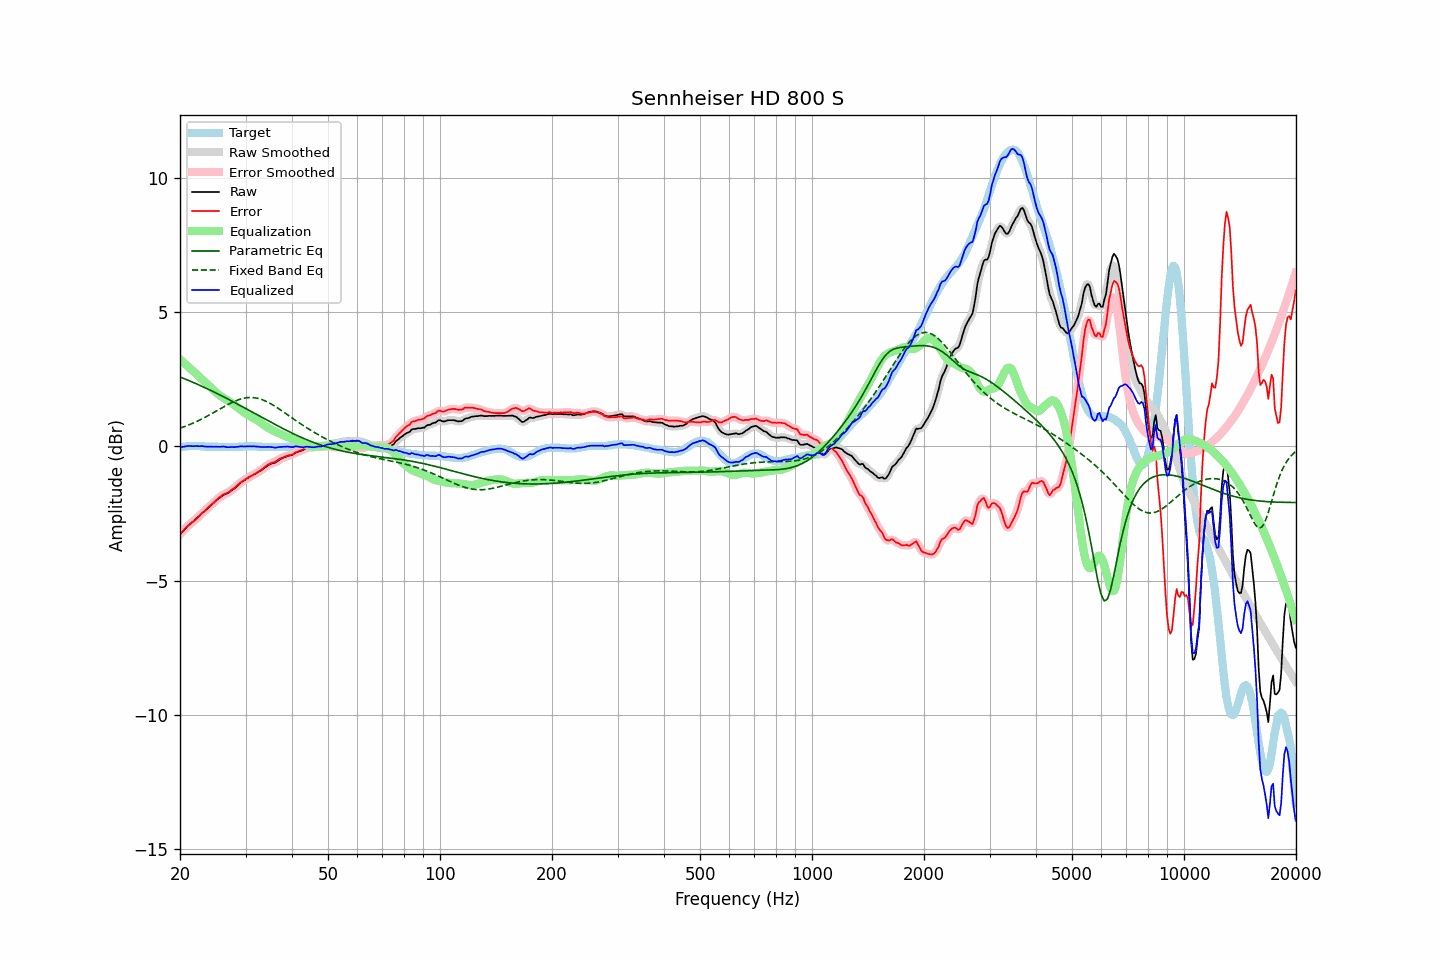 Sennheiser HD 800 S
Target
Raw Smoothed
Error Smoothed
Raw
Error
Equalization
Parametric Eq
Fixed Band Eq
Equalized
Amplitude (dBr)
10
5
0
−5
−10
−15
20 50 100 200 500 1000 2000 5000 10000 20000
Frequency (Hz)